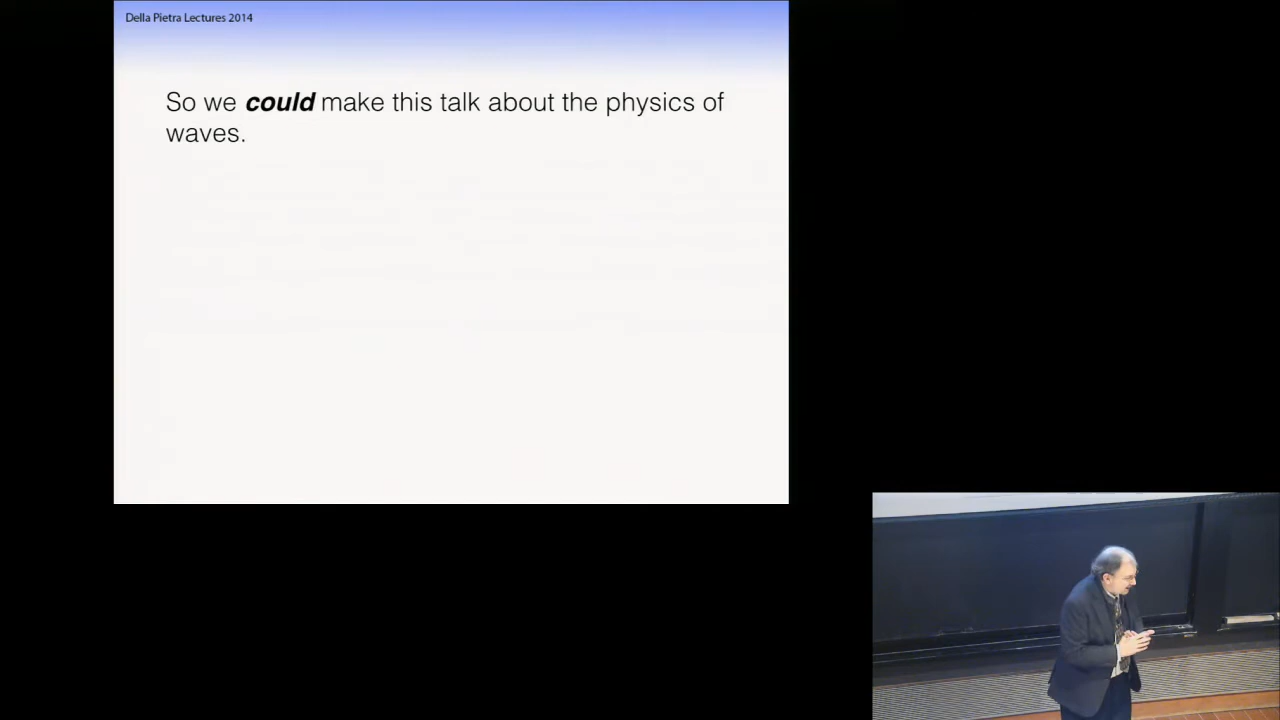 Della Pietra Lectures 2014
So we could make this talk about the physics of
waves.